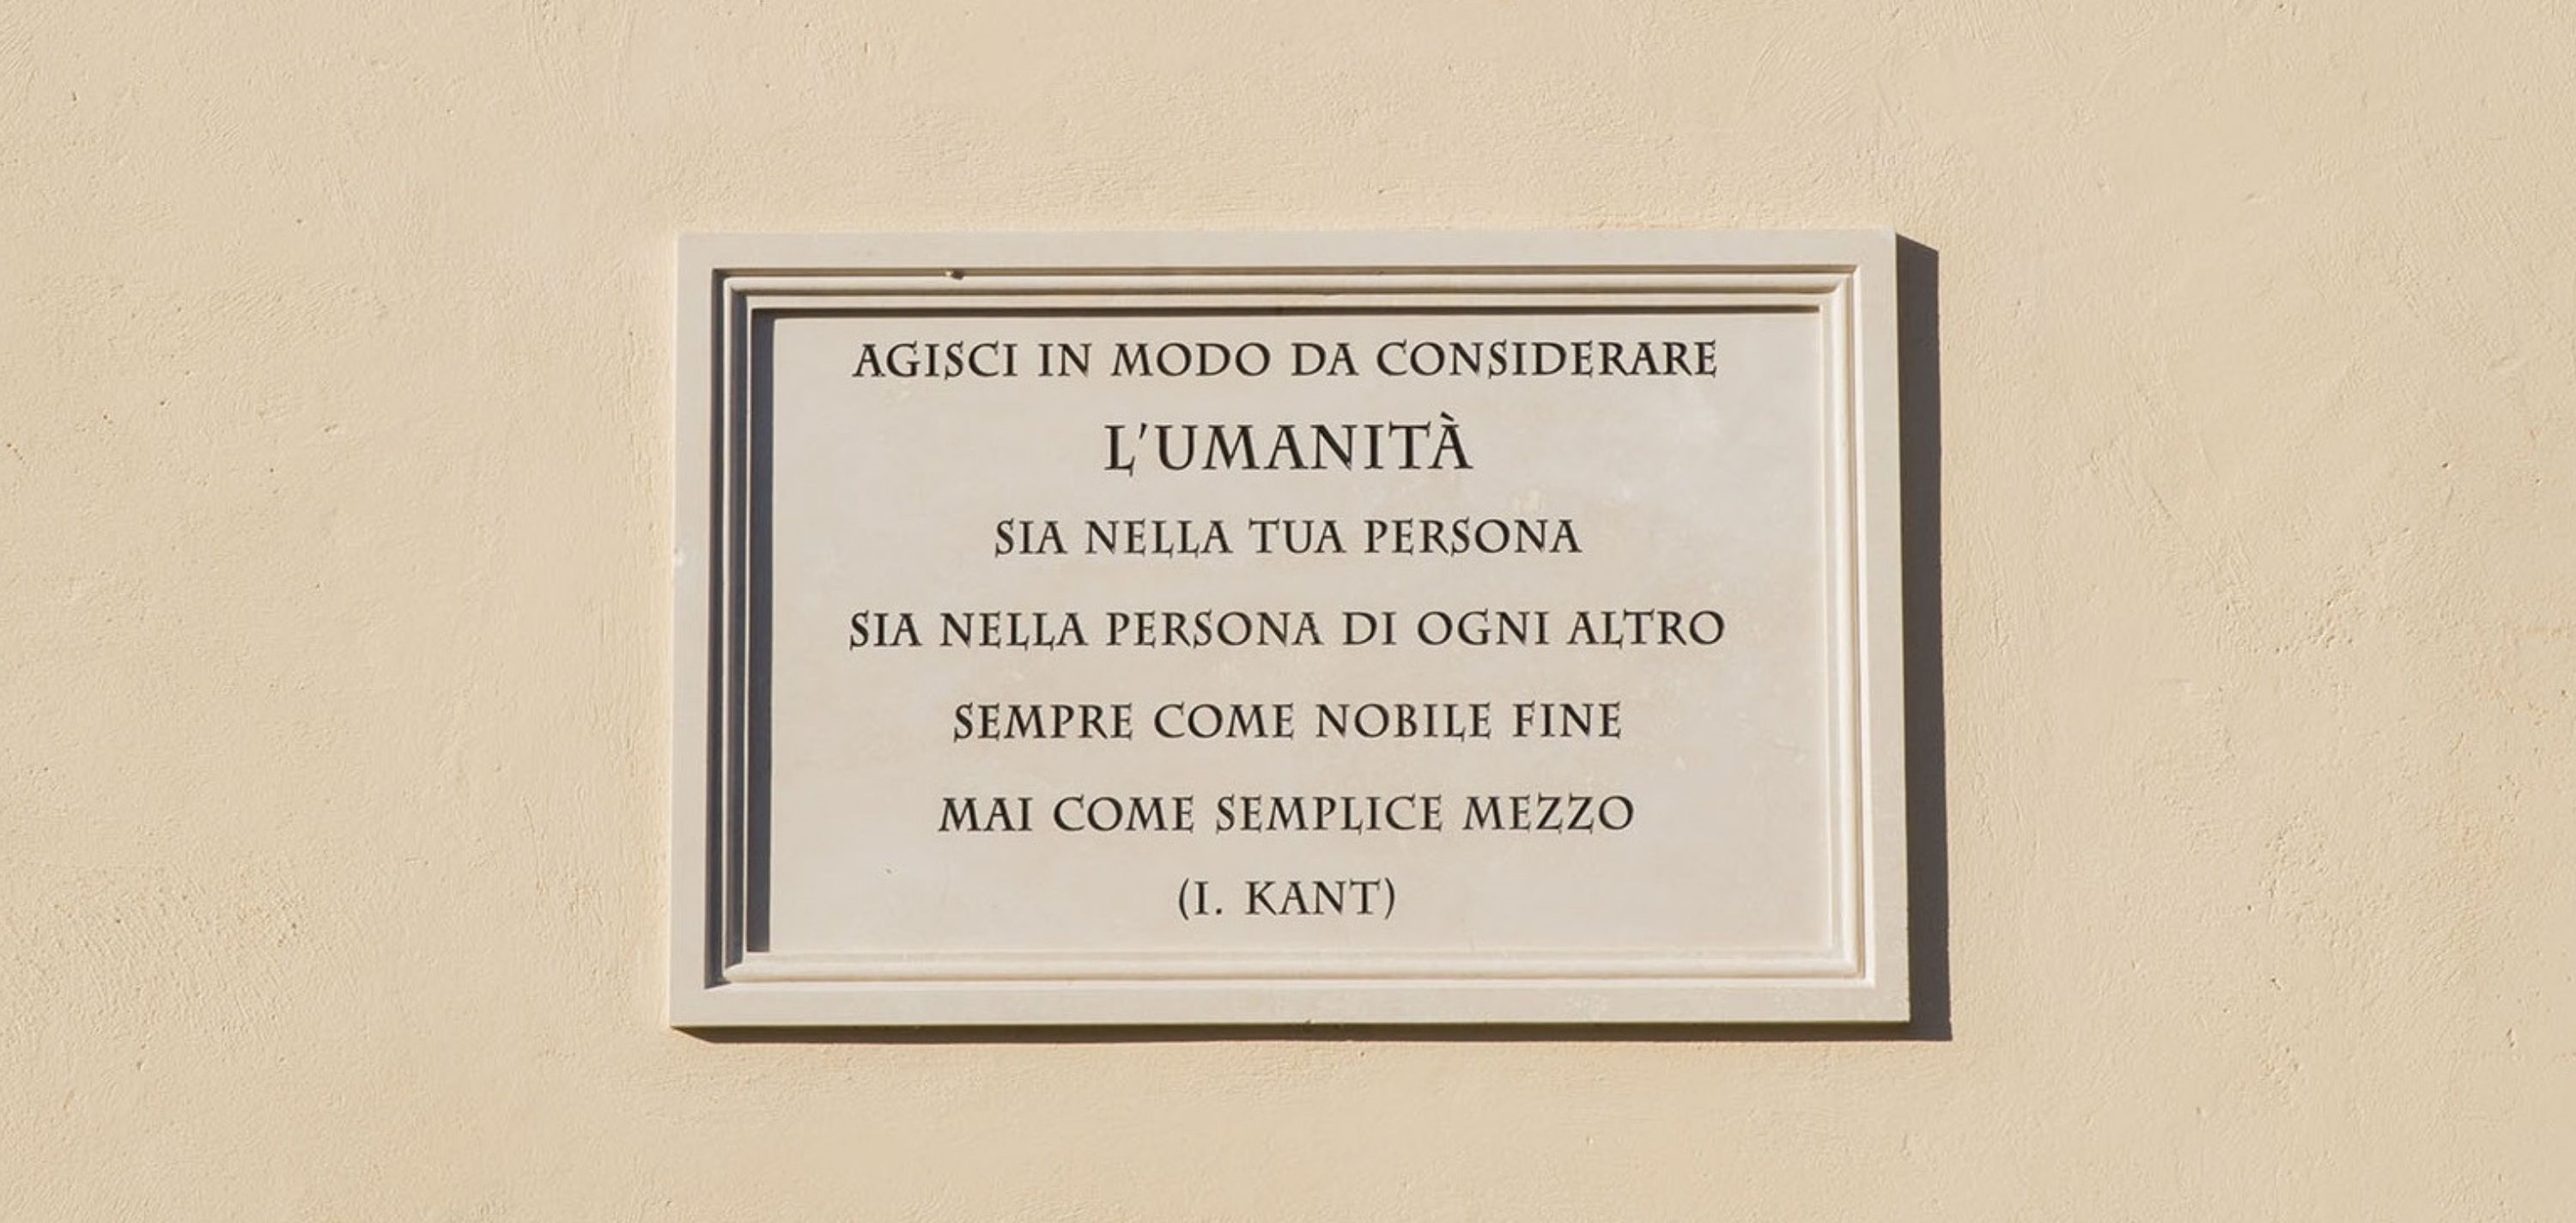 AGISCI IN MODO DA CONSIDERARE
L'UMANITÀ
SIA NELLA TUA PERSONA
SIA NELLA PERSONA DI OGNI ALTRO
SEMPRE COME NOBILE FINE
MAI COME SEMPLICE MEZZO
(I. KANT)